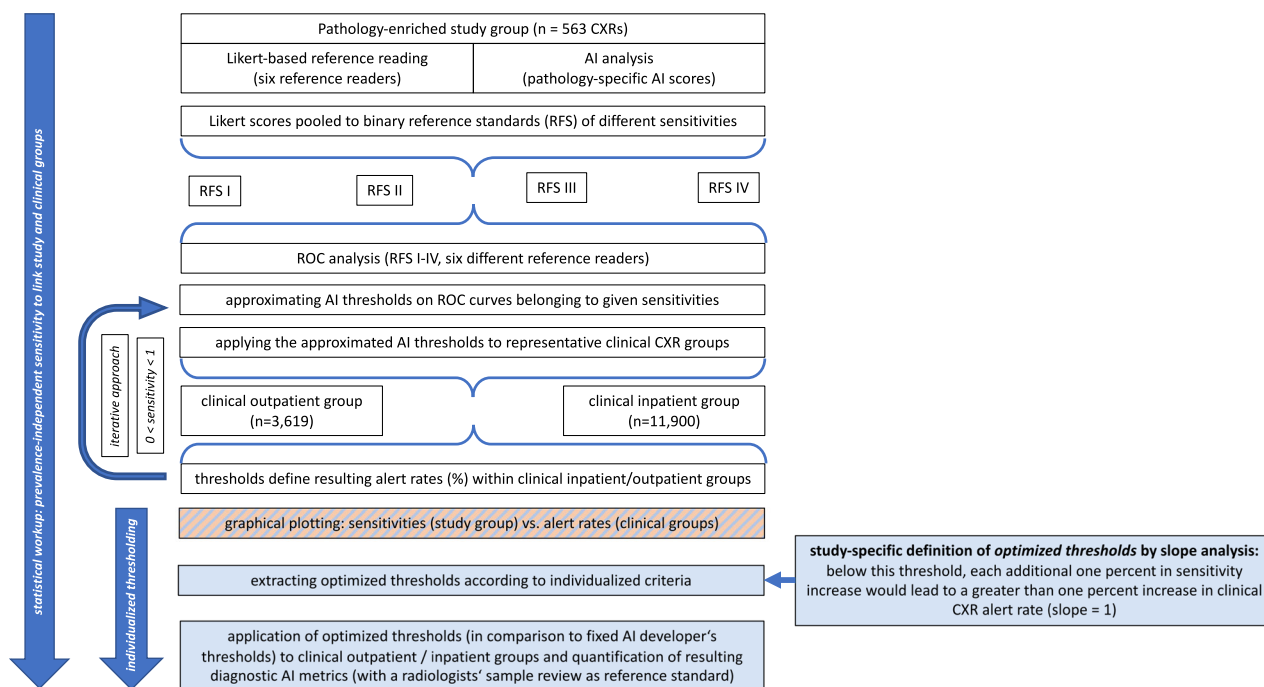 Pathology-enriched study group (n = 563 CXRs)
Likert-based reference reading
(six reference readers)
AI analysis
(pathology-specific AI scores)
Likert scores pooled to binary reference standards (RFS) of different sensitivities
RFS I
RFS II
RFS III
RFS IV
ROC analysis (RFS I-IV, six different reference readers)
approximating AI thresholds on ROC curves belonging to given sensitivities
applying the approximated AI thresholds to representative clinical CXR groups
clinical outpatient group
(n=3,619)
clinical inpatient group
(n=11,900)
thresholds define resulting alert rates (%) within clinical inpatient/outpatient groups
graphical plotting: sensitivities (study group) vs. alert rates (clinical groups)
extracting optimized thresholds according to individualized criteria
application of optimized thresholds (in comparison to fixed AI developer‘s
thresholds) to clinical outpatient / inpatient groups and quantification of resulting
diagnostic AI metrics (with a radiologists‘ sample review as reference standard)
statistical workup: prevalence-independent sensitivity to link study and clinical groups
iterative approach
0 < sensitivity < 1
individualized thresholding
study-specific definition of optimized thresholds by slope analysis:
below this threshold, each additional one percent in sensitivity
increase would lead to a greater than one percent increase in clinical
CXR alert rate (slope = 1)